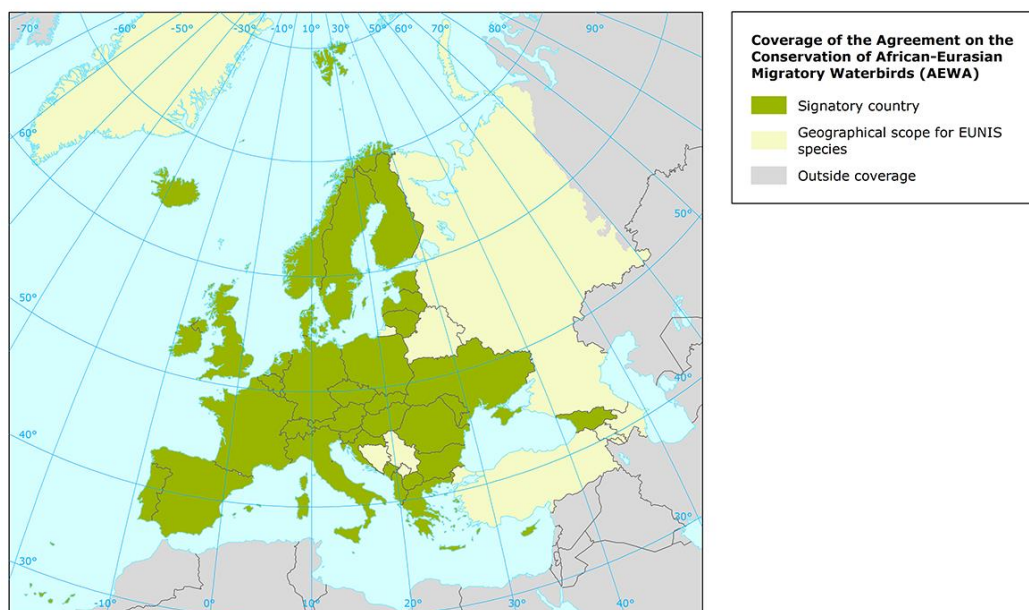 -70° -60° -50° -40° -30° -20° -10° 10° 30° 50° 60° 70° 80° 90°
60°
50°
50°
40°
40°
30°
30°
-10° 0° 10° 20° 30° 40°
Coverage of the Agreement on the
Conservation of African-Eurasian
Migratory Waterbirds (AEWA)
Signatory country
Geographical scope for EUNIS
species
Outside coverage